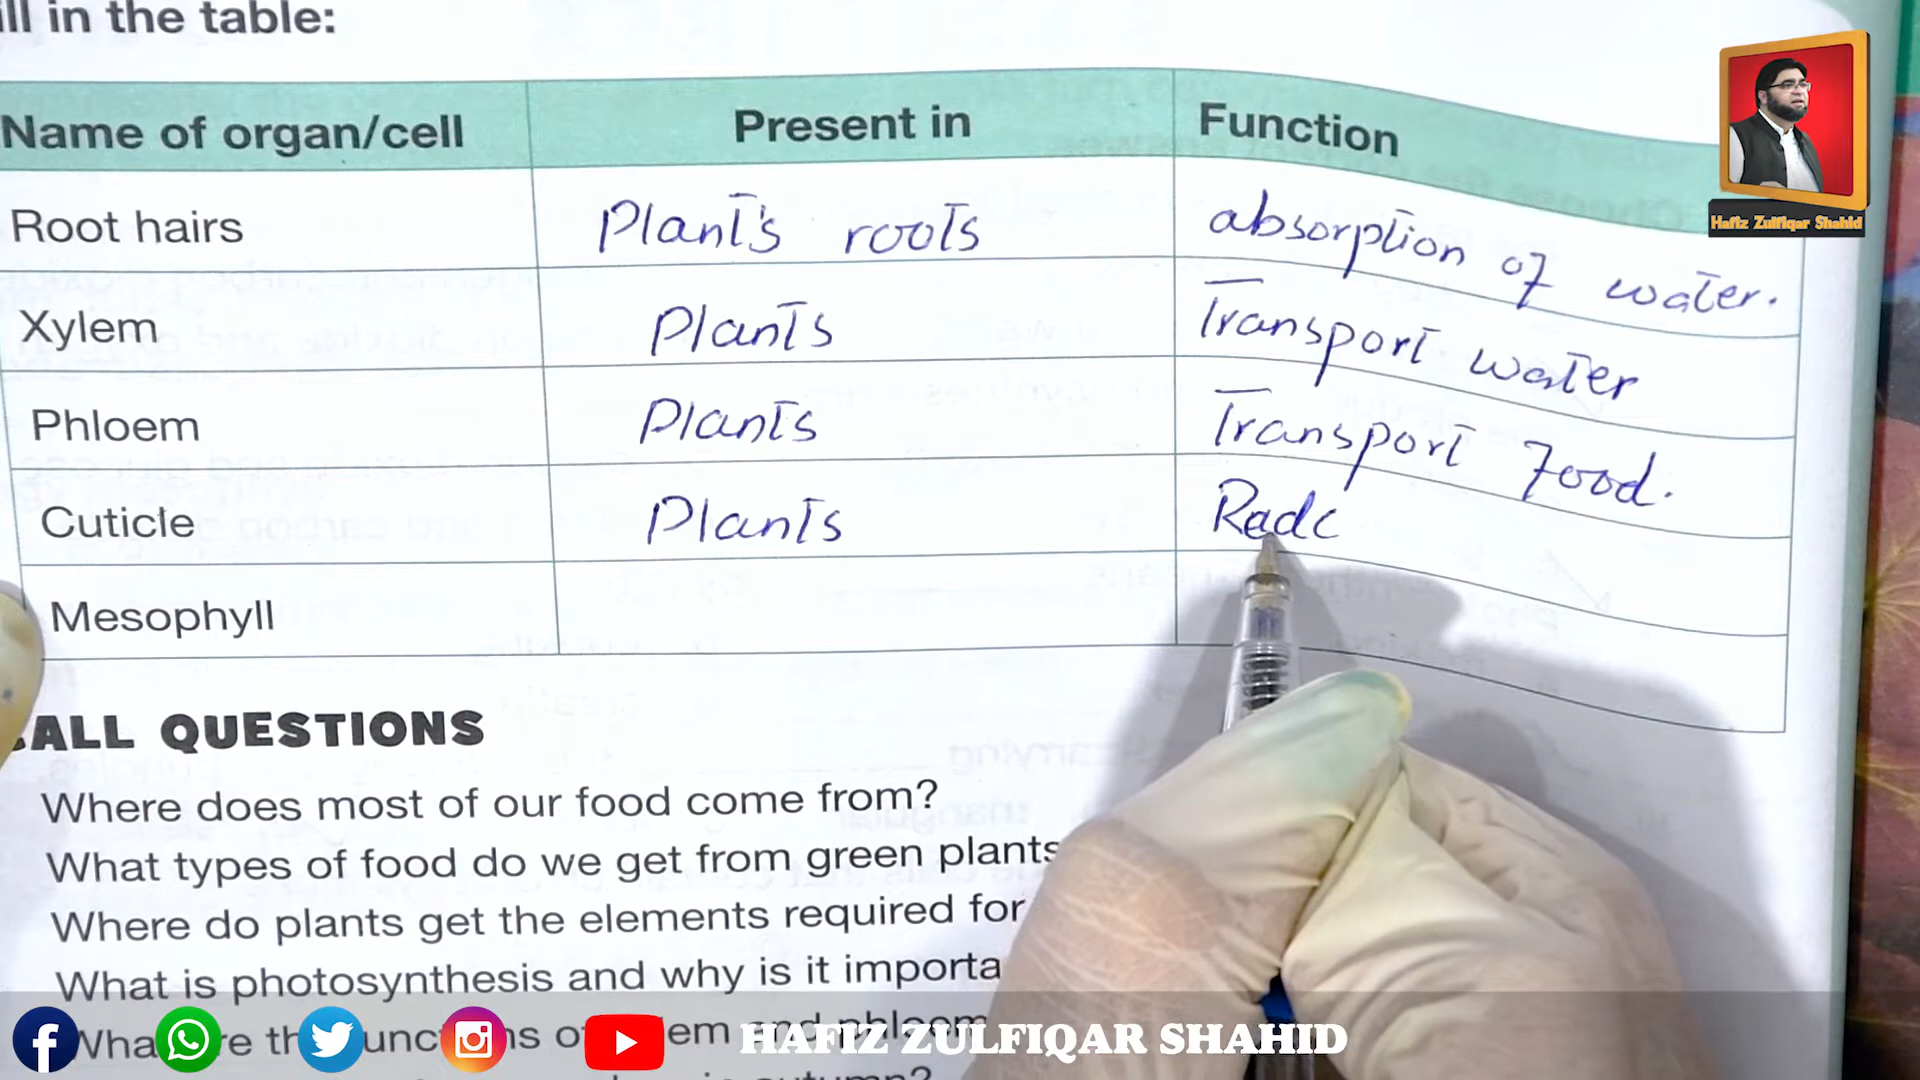 ill in the table:
Name of organ/cell Present in Function
Root hairs Plant's roots absorption of water.
Xylem Plants Transport water
Phloem Plants Transport Food.
Cuticle Plants Radc
Mesophyll
ALL QUESTIONS
Where does most of our food come from?
What types of food do we get from green plants
Where do plants get the elements required for
What is photosynthesis and why is it importa
HAFIZ ZULFIQAR SHAHID
Hafiz Zulfiqar Shahid